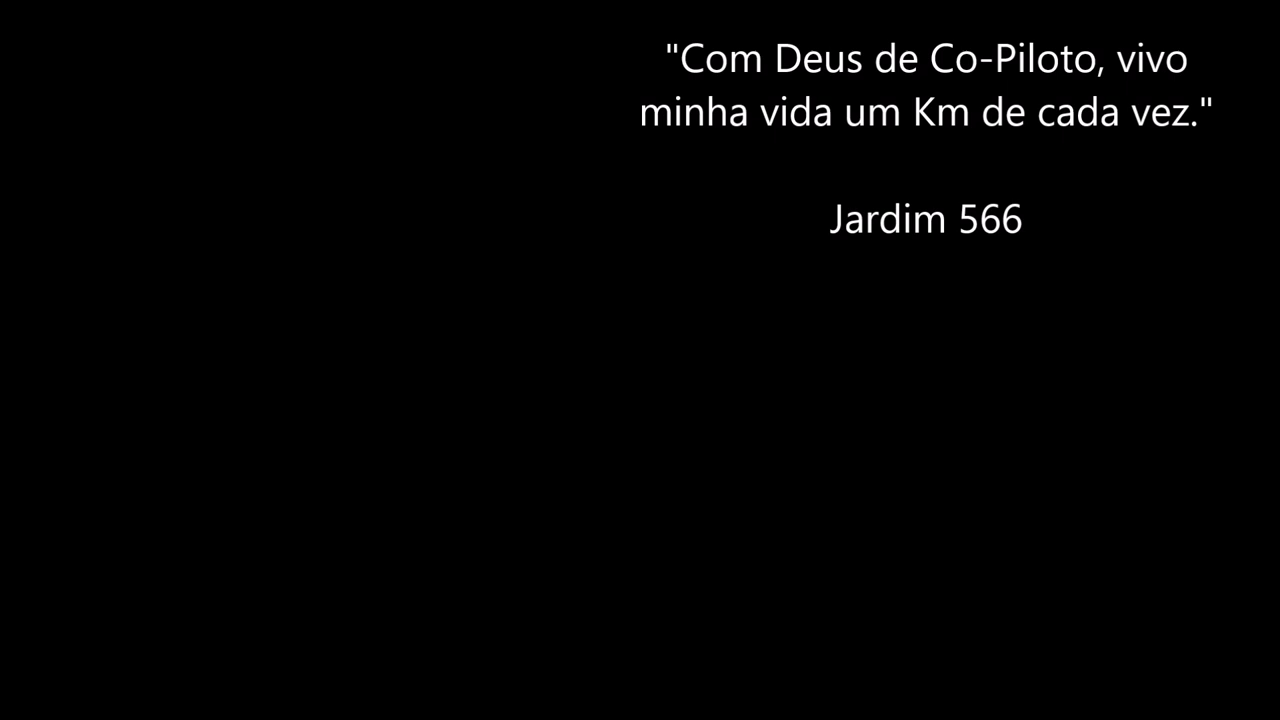 "Com Deus de Co-Piloto, vivo
minha vida um Km de cada vez."
Jardim 566